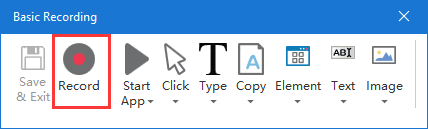 Basic Recording
ABI
Save & Exit
Record
Start App
Click
Type
Copy
Element
Text
Image